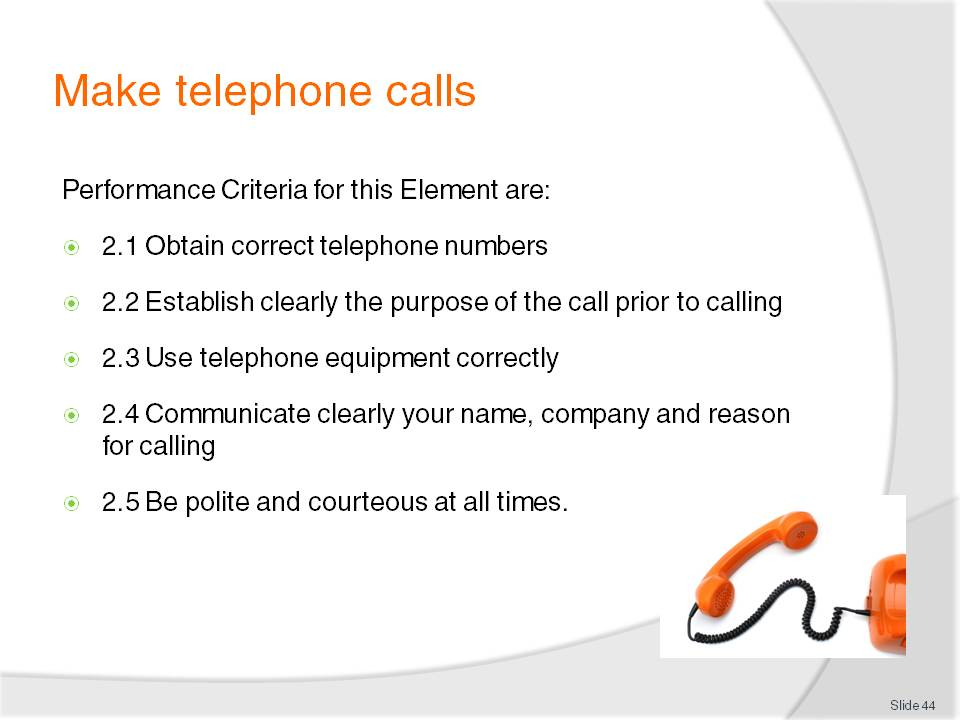 Make telephone calls
Performance Criteria for this Element are:
2.1 Obtain correct telephone numbers
2.2 Establish clearly the purpose of the call prior to calling
2.3 Use telephone equipment correctly
2.4 Communicate clearly your name, company and reason
for calling
2.5 Be polite and courteous at all times.
Slide 44